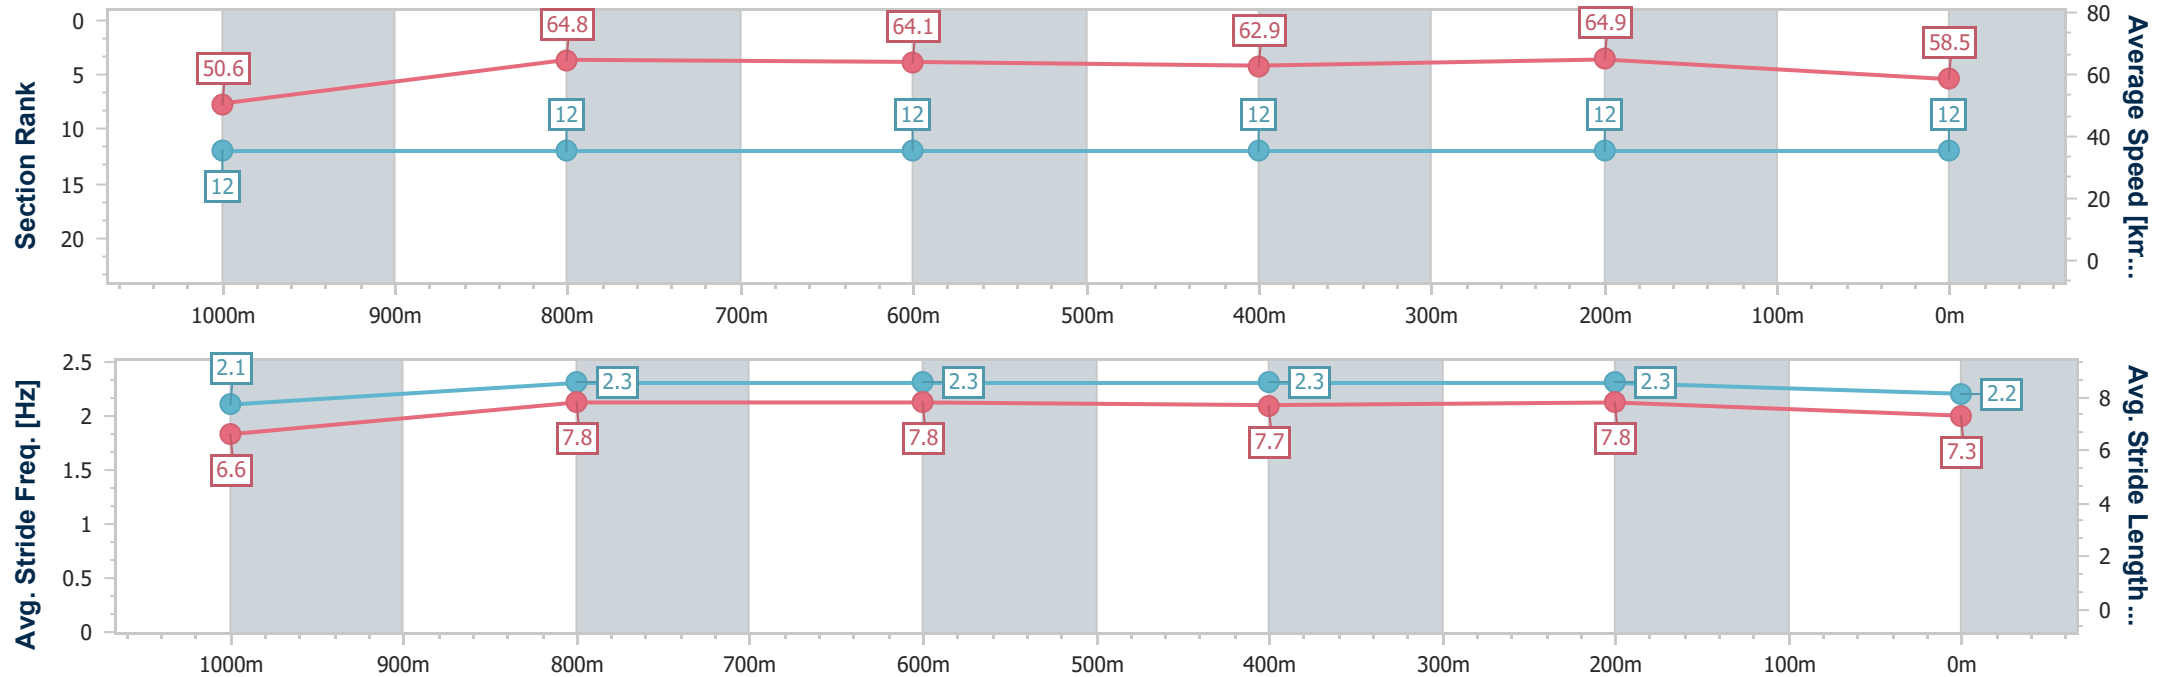 Section Rank
0
5
10
15
20
50.6
64.8
64.1
62.9
64.9
58.5
12
12
12
12
12
12
80
60
40
20
0
Average Speed [km...
1000m
900m
800m
700m
600m
500m
400m
300m
200m
100m
0m
Avg. Stride Freq. [Hz]
2.5
2
1.5
1
0.5
0
2.1
2.3
2.3
2.3
2.3
2.2
6.6
7.8
7.8
7.7
7.8
7.3
8
6
4
2
0
Avg. Stride Length...
1000m
900m
800m
700m
600m
500m
400m
300m
200m
100m
0m